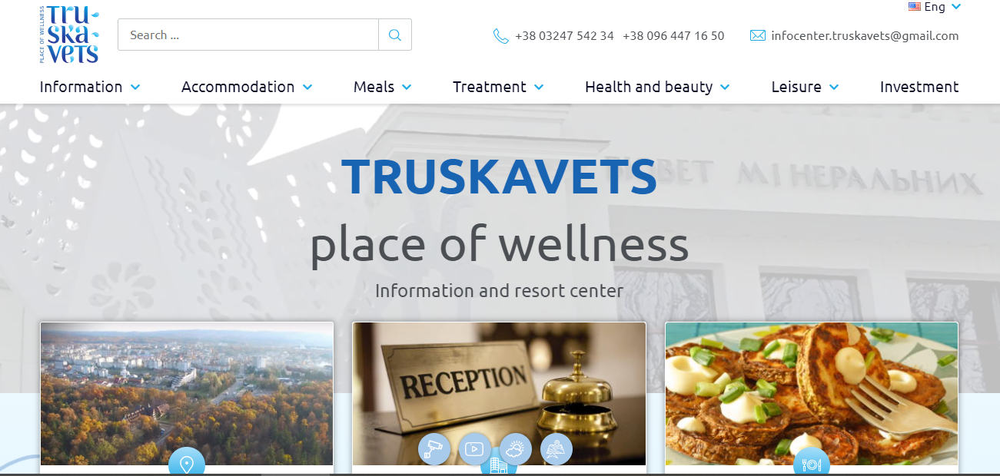 PLACE OF WELLNESS
Tru-
ska-
vets
Search ...
+38 03247 542 34 +38 096 447 16 50
infocenter.truskavets@gmail.com
Eng
Information Accommodation Meals Treatment Health and beauty Leisure Investment
МІНЕРАЛЬНИХ
TRUSKAVETS
place of wellness
Information and resort center
RECEPTION